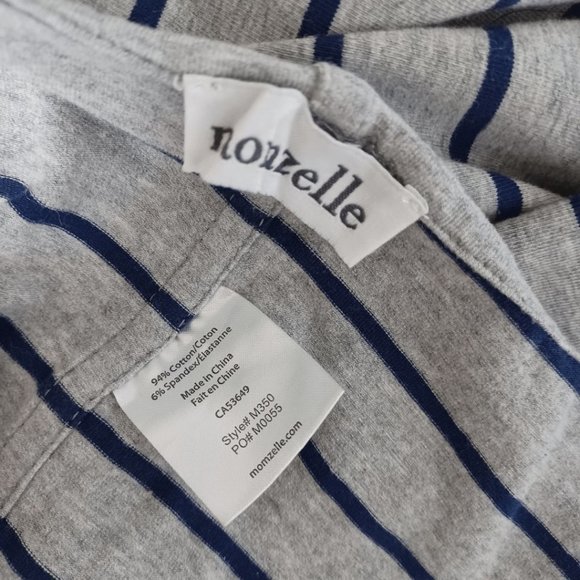 momzelle
94% Cotton/Coton
6% Spandex/Élastanne
Made in China
Fait en Chine
CA53649
Style# M350
PO# M0055
momzelle.com